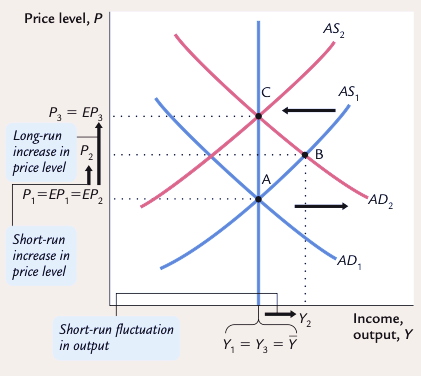 Price level, P
AS₂
C
AS₁
P₃ = EP₃
Long-run
increase in
price level
P₂
B
A
P₁=EP₁=EP₂
AD₂
Short-run
increase in
price level
AD₁
Short-run fluctuation
in output
Y₂
Income,
output, Y
Y₁ = Y₃ = Y̅